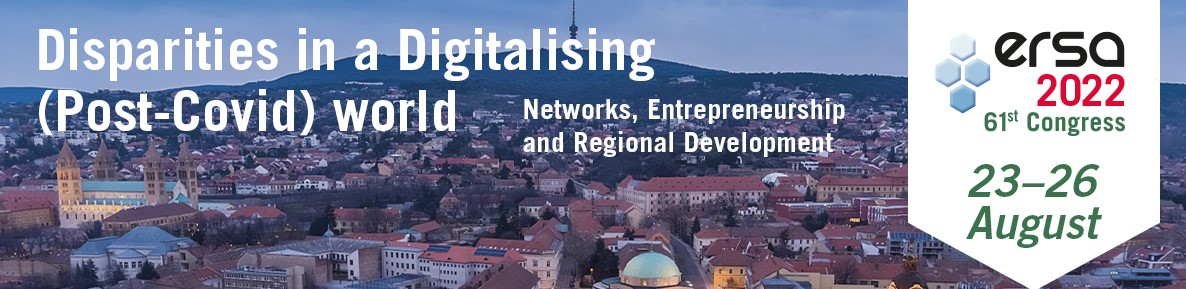 Disparities in a Digitalising
(Post-Covid) world
Networks, Entrepreneurship
and Regional Development
ersa
2022
61st Congress
23–26
August